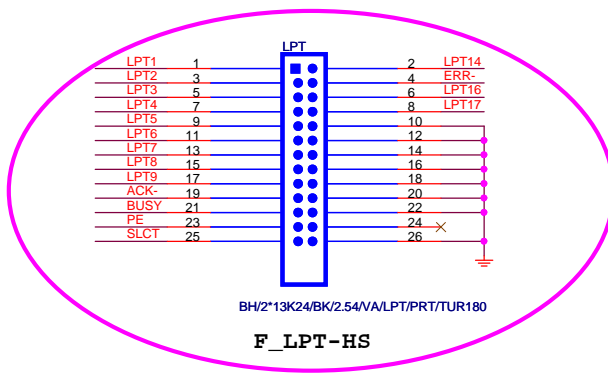 LPT
LPT1 1 2 LPT14
LPT2 3 4 ERR-
LPT3 5 6 LPT16
LPT4 7 8 LPT17
LPT5 9 10
LPT6 11 12
LPT7 13 14
LPT8 15 16
LPT9 17 18
ACK- 19 20
BUSY 21 22
PE 23 24
SLCT 25 26
BH/2*13K24/BK/2.54/VA/LPT/PRT/TUR180
F_LPT-HS